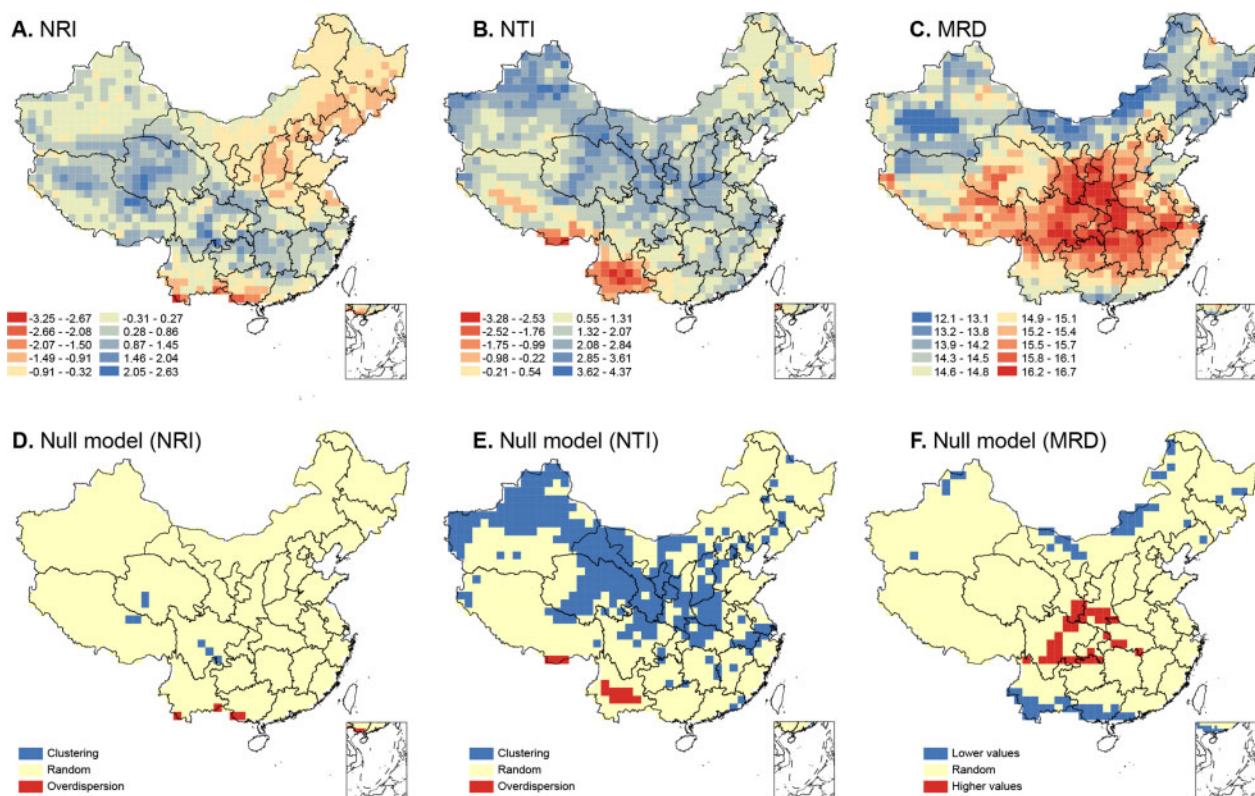 A. NRI
B. NTI
C. MRD
-3.25 - -2.67
-2.66 - -2.08
-2.07 - -1.50
-1.49 - -0.91
-0.91 - -0.32
-0.31 - 0.27
0.28 - 0.86
0.87 - 1.45
1.46 - 2.04
2.05 - 2.63
-3.28 - -2.53
-2.52 - -1.76
-1.75 - -0.99
-0.98 - -0.22
-0.21 - 0.54
0.55 - 1.31
1.32 - 2.07
2.08 - 2.84
2.85 - 3.61
3.62 - 4.37
12.1 - 13.1
13.2 - 13.8
13.9 - 14.2
14.3 - 14.5
14.6 - 14.8
14.9 - 15.1
15.2 - 15.4
15.5 - 15.7
15.8 - 16.1
16.2 - 16.7
D. Null model (NRI)
E. Null model (NTI)
F. Null model (MRD)
Clustering
Random
Overdispersion
Clustering
Random
Overdispersion
Lower values
Random
Higher values